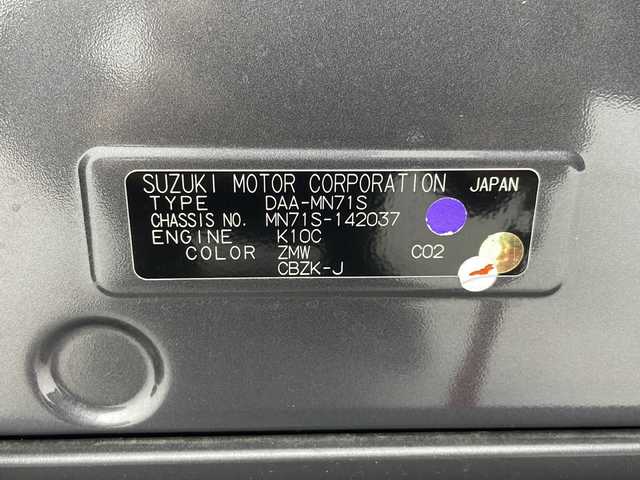 SUZUKI MOTOR CORPORATION JAPAN
TYPE DAA-MN71S
CHASSIS NO. MN71S-142037
ENGINE K10C
COLOR ZMW C02
CBZK-J